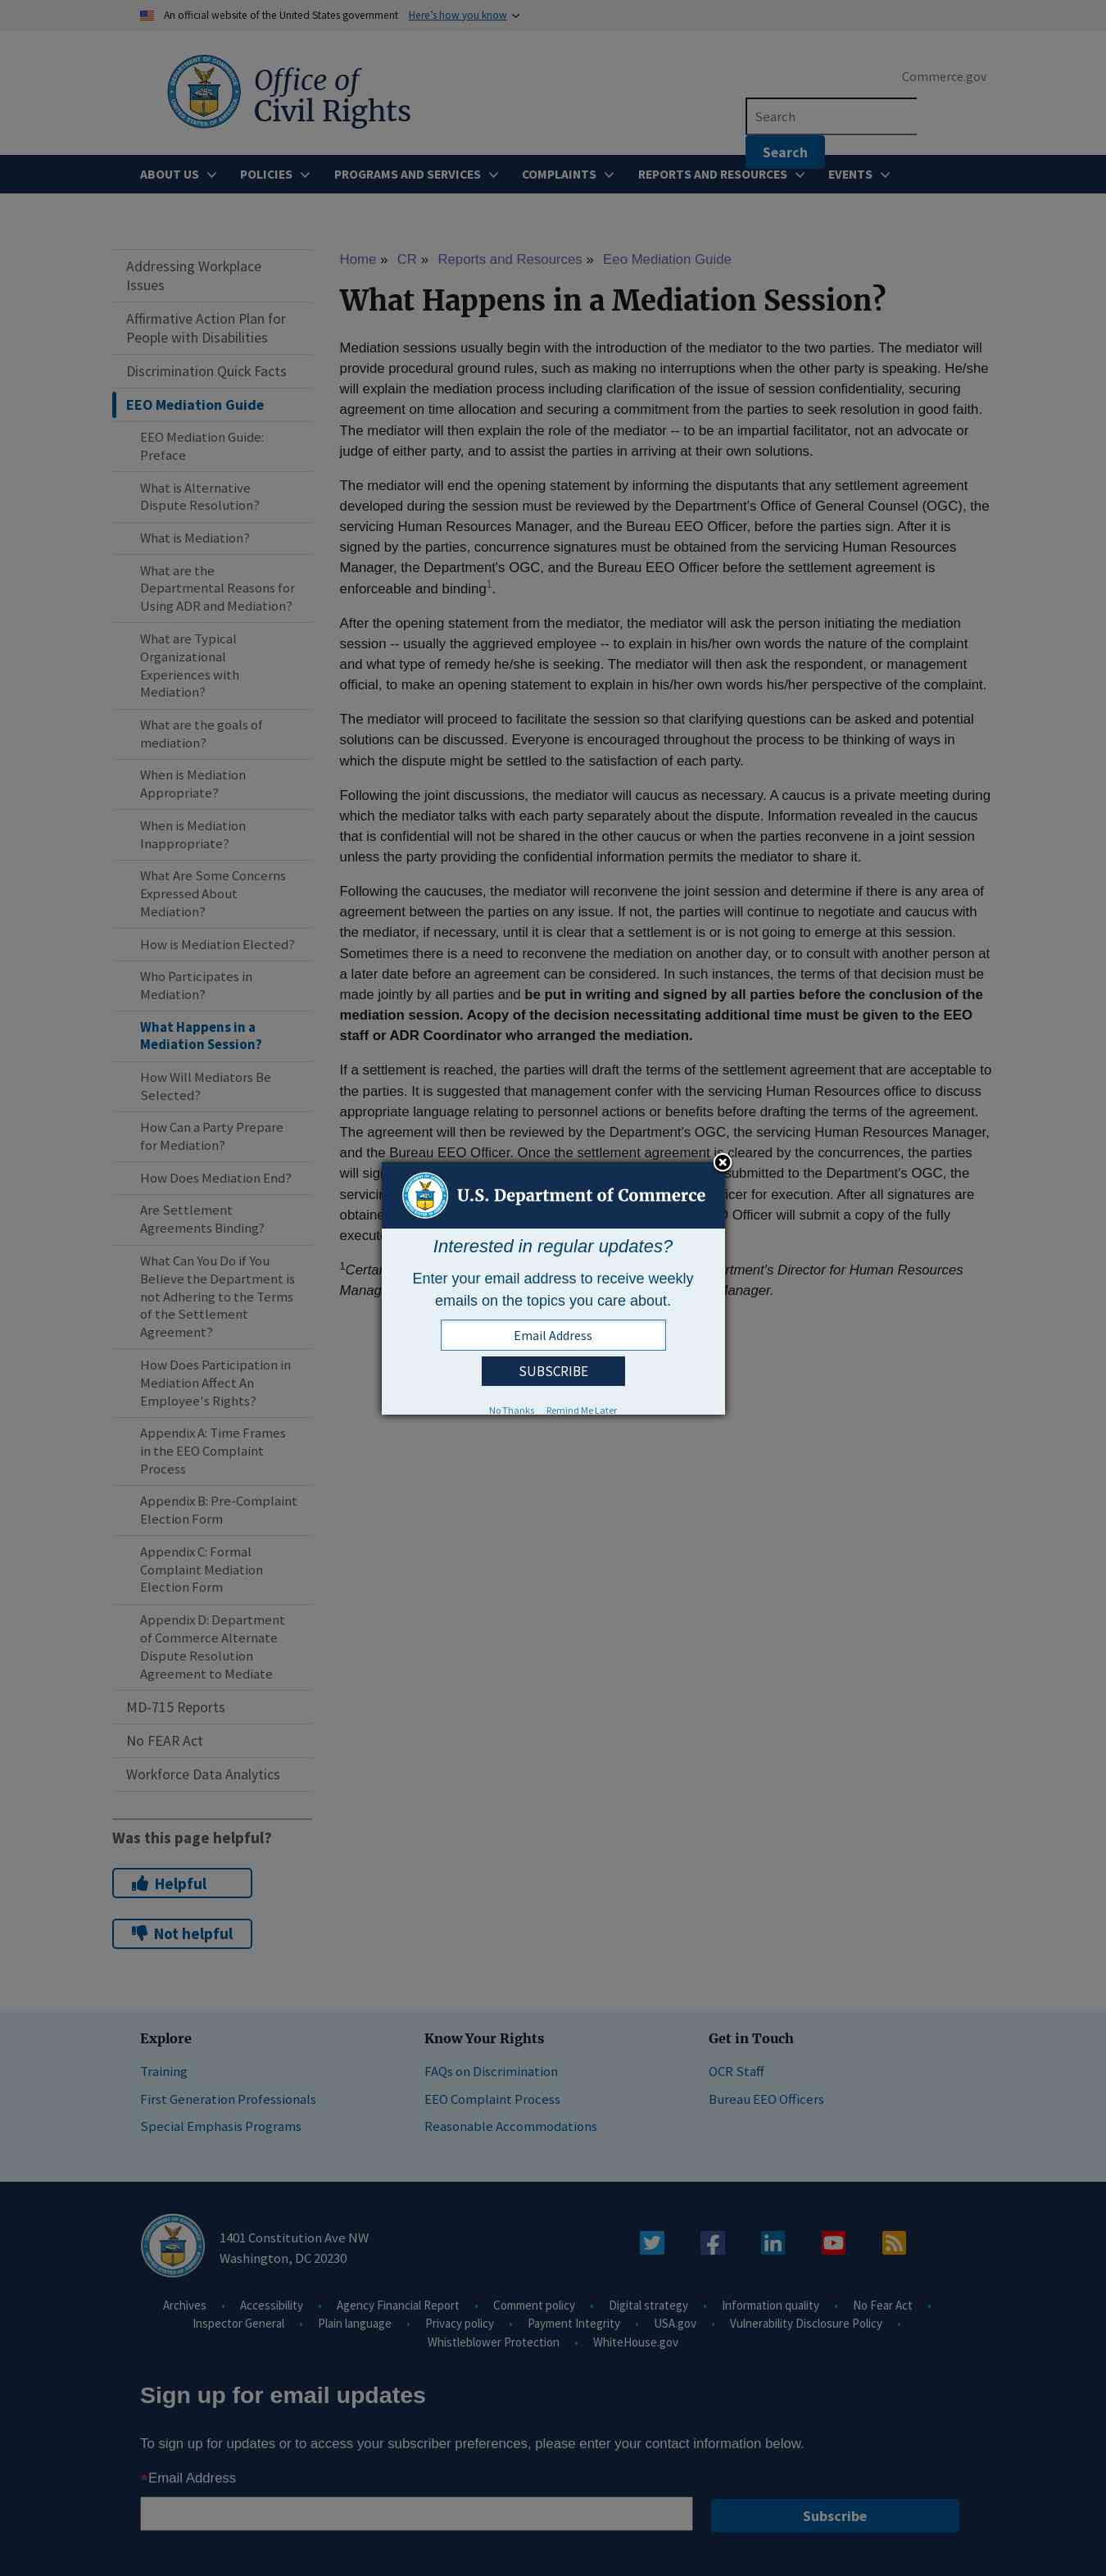 An official website of the United States government Here’s how you know
Office of
Civil Rights
Commerce.gov
Search
Search
ABOUT US POLICIES PROGRAMS AND SERVICES COMPLAINTS REPORTS AND RESOURCES EVENTS
Addressing Workplace
Issues
Affirmative Action Plan for
People with Disabilities
Discrimination Quick Facts
EEO Mediation Guide
EEO Mediation Guide:
Preface
What is Alternative
Dispute Resolution?
What is Mediation?
What are the
Departmental Reasons for
Using ADR and Mediation?
What are Typical
Organizational
Experiences with
Mediation?
What are the goals of
mediation?
When is Mediation
Appropriate?
When is Mediation
Inappropriate?
What Are Some Concerns
Expressed About
Mediation?
How is Mediation Elected?
Who Participates in
Mediation?
What Happens in a
Mediation Session?
How Will Mediators Be
Selected?
How Can a Party Prepare
for Mediation?
How Does Mediation End?
Are Settlement
Agreements Binding?
What Can You Do if You
Believe the Department is
not Adhering to the Terms
of the Settlement
Agreement?
How Does Participation in
Mediation Affect An
Employee's Rights?
Appendix A: Time Frames
in the EEO Complaint
Process
Appendix B: Pre-Complaint
Election Form
Appendix C: Formal
Complaint Mediation
Election Form
Appendix D: Department
of Commerce Alternate
Dispute Resolution
Agreement to Mediate
MD-715 Reports
No FEAR Act
Workforce Data Analytics
Was this page helpful?
Helpful
Not helpful
Home » CR » Reports and Resources » Eeo Mediation Guide
What Happens in a Mediation Session?
Mediation sessions usually begin with the introduction of the mediator to the two parties. The mediator will
provide procedural ground rules, such as making no interruptions when the other party is speaking. He/she
will explain the mediation process including clarification of the issue of session confidentiality, securing
agreement on time allocation and securing a commitment from the parties to seek resolution in good faith.
The mediator will then explain the role of the mediator -- to be an impartial facilitator, not an advocate or
judge of either party, and to assist the parties in arriving at their own solutions.
The mediator will end the opening statement by informing the disputants that any settlement agreement
developed during the session must be reviewed by the Department's Office of General Counsel (OGC), the
servicing Human Resources Manager, and the Bureau EEO Officer, before the parties sign. After it is
signed by the parties, concurrence signatures must be obtained from the servicing Human Resources
Manager, the Department's OGC, and the Bureau EEO Officer before the settlement agreement is
enforceable and binding1.
After the opening statement from the mediator, the mediator will ask the person initiating the mediation
session -- usually the aggrieved employee -- to explain in his/her own words the nature of the complaint
and what type of remedy he/she is seeking. The mediator will then ask the respondent, or management
official, to make an opening statement to explain in his/her own words his/her perspective of the complaint.
The mediator will proceed to facilitate the session so that clarifying questions can be asked and potential
solutions can be discussed. Everyone is encouraged throughout the process to be thinking of ways in
which the dispute might be settled to the satisfaction of each party.
Following the joint discussions, the mediator will caucus as necessary. A caucus is a private meeting during
which the mediator talks with each party separately about the dispute. Information revealed in the caucus
that is confidential will not be shared in the other caucus or when the parties reconvene in a joint session
unless the party providing the confidential information permits the mediator to share it.
Following the caucuses, the mediator will reconvene the joint session and determine if there is any area of
agreement between the parties on any issue. If not, the parties will continue to negotiate and caucus with
the mediator, if necessary, until it is clear that a settlement is or is not going to emerge at this session.
Sometimes there is a need to reconvene the mediation on another day, or to consult with another person at
a later date before an agreement can be considered. In such instances, the terms of that decision must be
made jointly by all parties and be put in writing and signed by all parties before the conclusion of the
mediation session. Acopy of the decision necessitating additional time must be given to the EEO
staff or ADR Coordinator who arranged the mediation.
If a settlement is reached, the parties will draft the terms of the settlement agreement that are acceptable to
the parties. It is suggested that management confer with the servicing Human Resources office to discuss
appropriate language relating to personnel actions or benefits before drafting the terms of the agreement.
The agreement will then be reviewed by the Department's OGC, the servicing Human Resources Manager,
and the Bureau EEO Officer. Once the settlement agreement is cleared by the concurrences, the parties
will submitted to the Department's OGC, the
for execution. After all signatures are
Officer will submit a copy of the fully
Director for Human Resources
U.S. Department of Commerce
Interested in regular updates?
Enter your email address to receive weekly
emails on the topics you care about.
Email Address
SUBSCRIBE
No Thanks Remind Me Later
Explore
Training
First Generation Professionals
Special Emphasis Programs
Know Your Rights
FAQs on Discrimination
EEO Complaint Process
Reasonable Accommodations
Get in Touch
OCR Staff
Bureau EEO Officers
1401 Constitution Ave NW
Washington, DC 20230
Archives • Accessibility • Agency Financial Report • Comment policy • Digital strategy • Information quality • No Fear Act •
Inspector General • Plain language • Privacy policy • Payment Integrity • USA.gov • Vulnerability Disclosure Policy •
Whistleblower Protection • WhiteHouse.gov
Sign up for email updates
To sign up for updates or to access your subscriber preferences, please enter your contact information below.
*Email Address
Subscribe